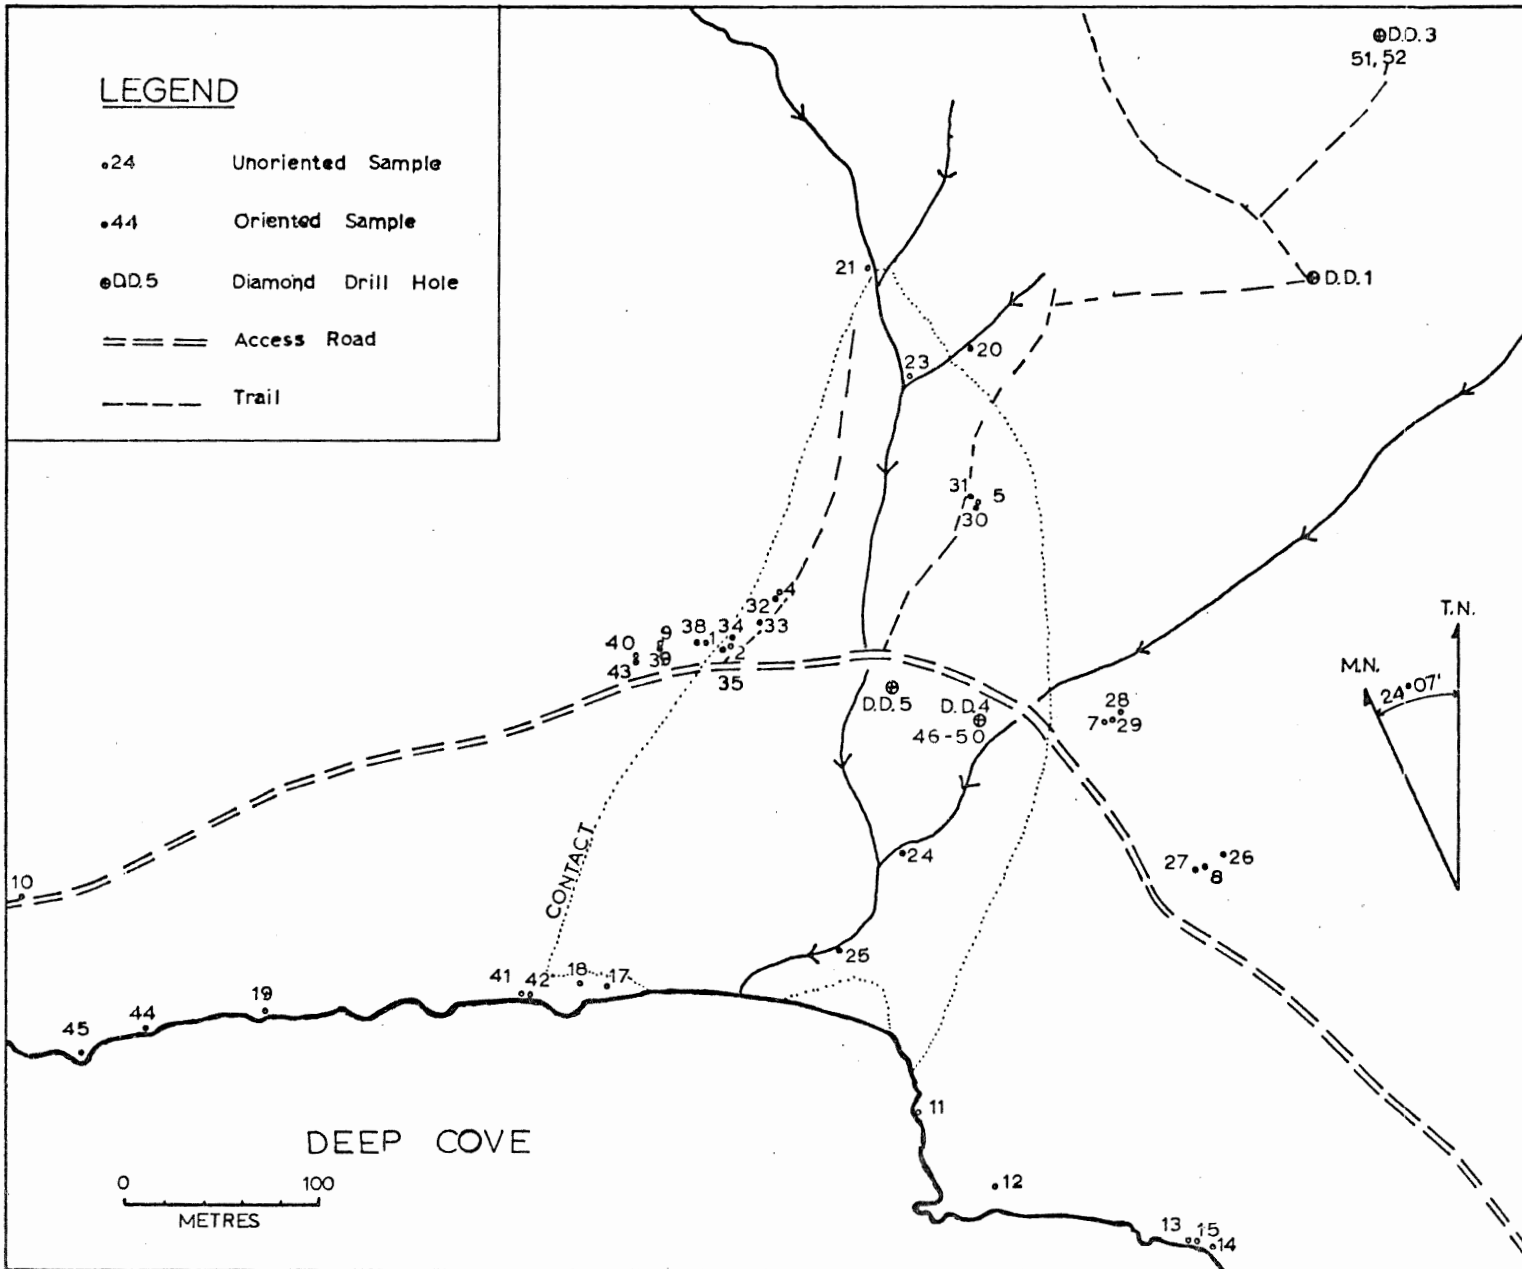 LEGEND
24 Unoriented Sample
44 Oriented Sample
D.D.5 Diamond Drill Hole
Access Road
Trail
D.D.3
51,52
21
D.D.1
20
23
31 5
30
4
32
T.N.
9 38 1 34 33
40
2
43 39
35
M.N.
24°07'
28
D.D.5 D.D.4
7 29
46-50
CONTACT
24
27 26
8
10
25
41 42 18 17
19
44
45
11
DEEP COVE
12
0 100
METRES
13 15
14